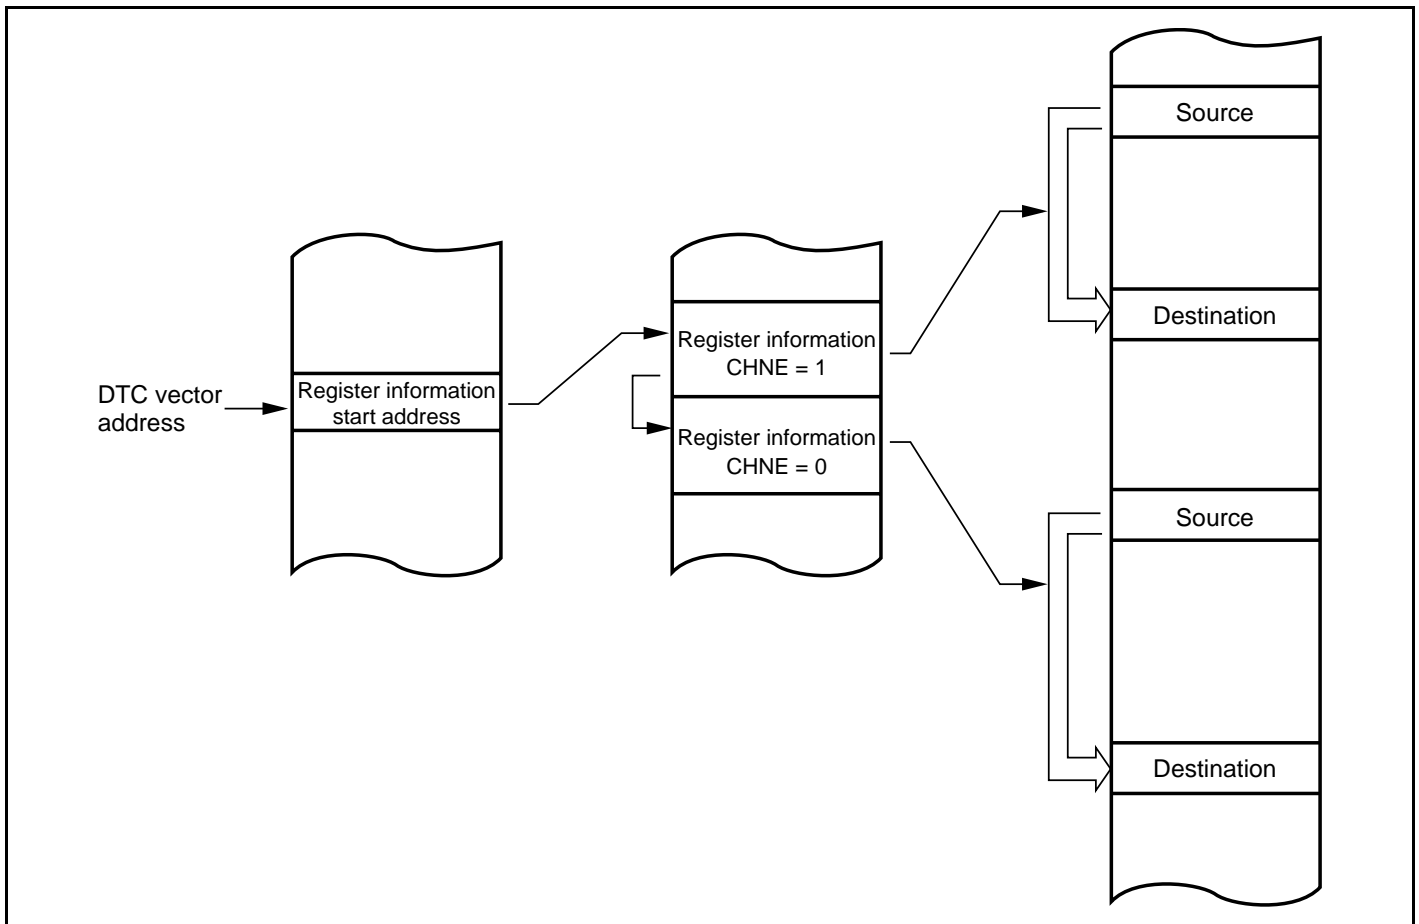 DTC vector
address
Register information
start address
Register information
CHNE = 1
Register information
CHNE = 0
Source
Destination
Source
Destination